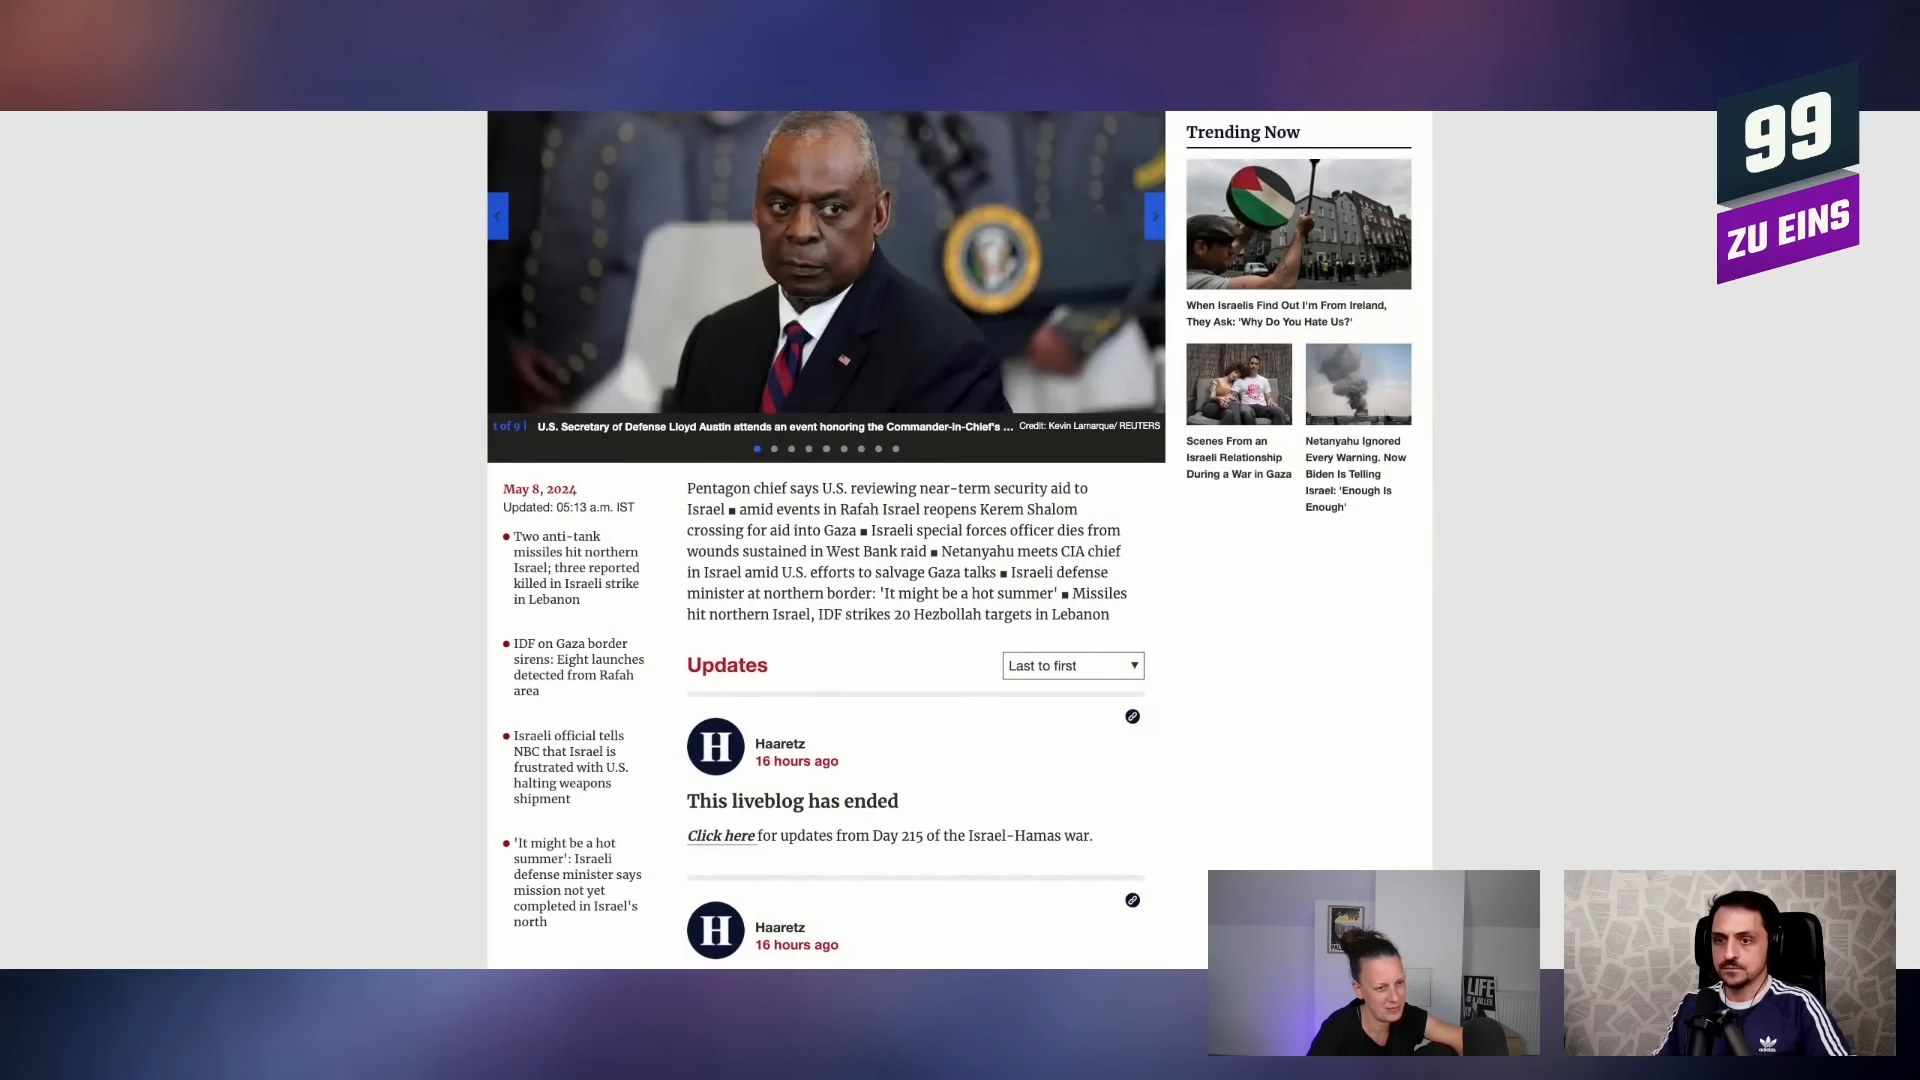 99
ZU EINS
Trending Now
When Israelis Find Out I'm From Ireland,
They Ask: 'Why Do You Hate Us?'
Scenes From an
Israeli Relationship
During a War in Gaza
Netanyahu Ignored
Every Warning. Now
Biden Is Telling
Israel: 'Enough Is
Enough'
1 of 9 | U.S. Secretary of Defense Lloyd Austin attends an event honoring the Commander-in-Chief's ... Credit: Kevin Lamarque/ REUTERS
May 8, 2024
Updated: 05:13 a.m. IST
Two anti-tank
missiles hit northern
Israel; three reported
killed in Israeli strike
in Lebanon
IDF on Gaza border
sirens: Eight launches
detected from Rafah
area
Israeli official tells
NBC that Israel is
frustrated with U.S.
halting weapons
shipment
'It might be a hot
summer': Israeli
defense minister says
mission not yet
completed in Israel's
north
Pentagon chief says U.S. reviewing near-term security aid to
Israel ■ amid events in Rafah Israel reopens Kerem Shalom
crossing for aid into Gaza ■ Israeli special forces officer dies from
wounds sustained in West Bank raid ■ Netanyahu meets CIA chief
in Israel amid U.S. efforts to salvage Gaza talks ■ Israeli defense
minister at northern border: 'It might be a hot summer' ■ Missiles
hit northern Israel, IDF strikes 20 Hezbollah targets in Lebanon
Updates
Last to first
H
Haaretz
16 hours ago
This liveblog has ended
Click here for updates from Day 215 of the Israel-Hamas war.
H
Haaretz
16 hours ago
LIFE
adidas